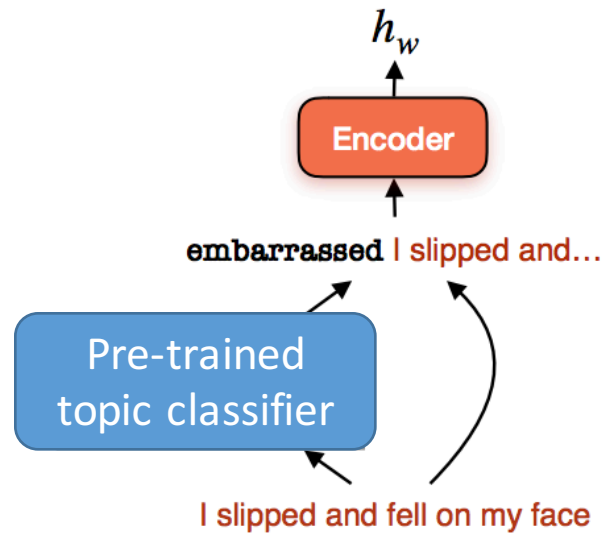 h_w
Encoder
embarrassed I slipped and...
Pre-trained
topic classifier
I slipped and fell on my face